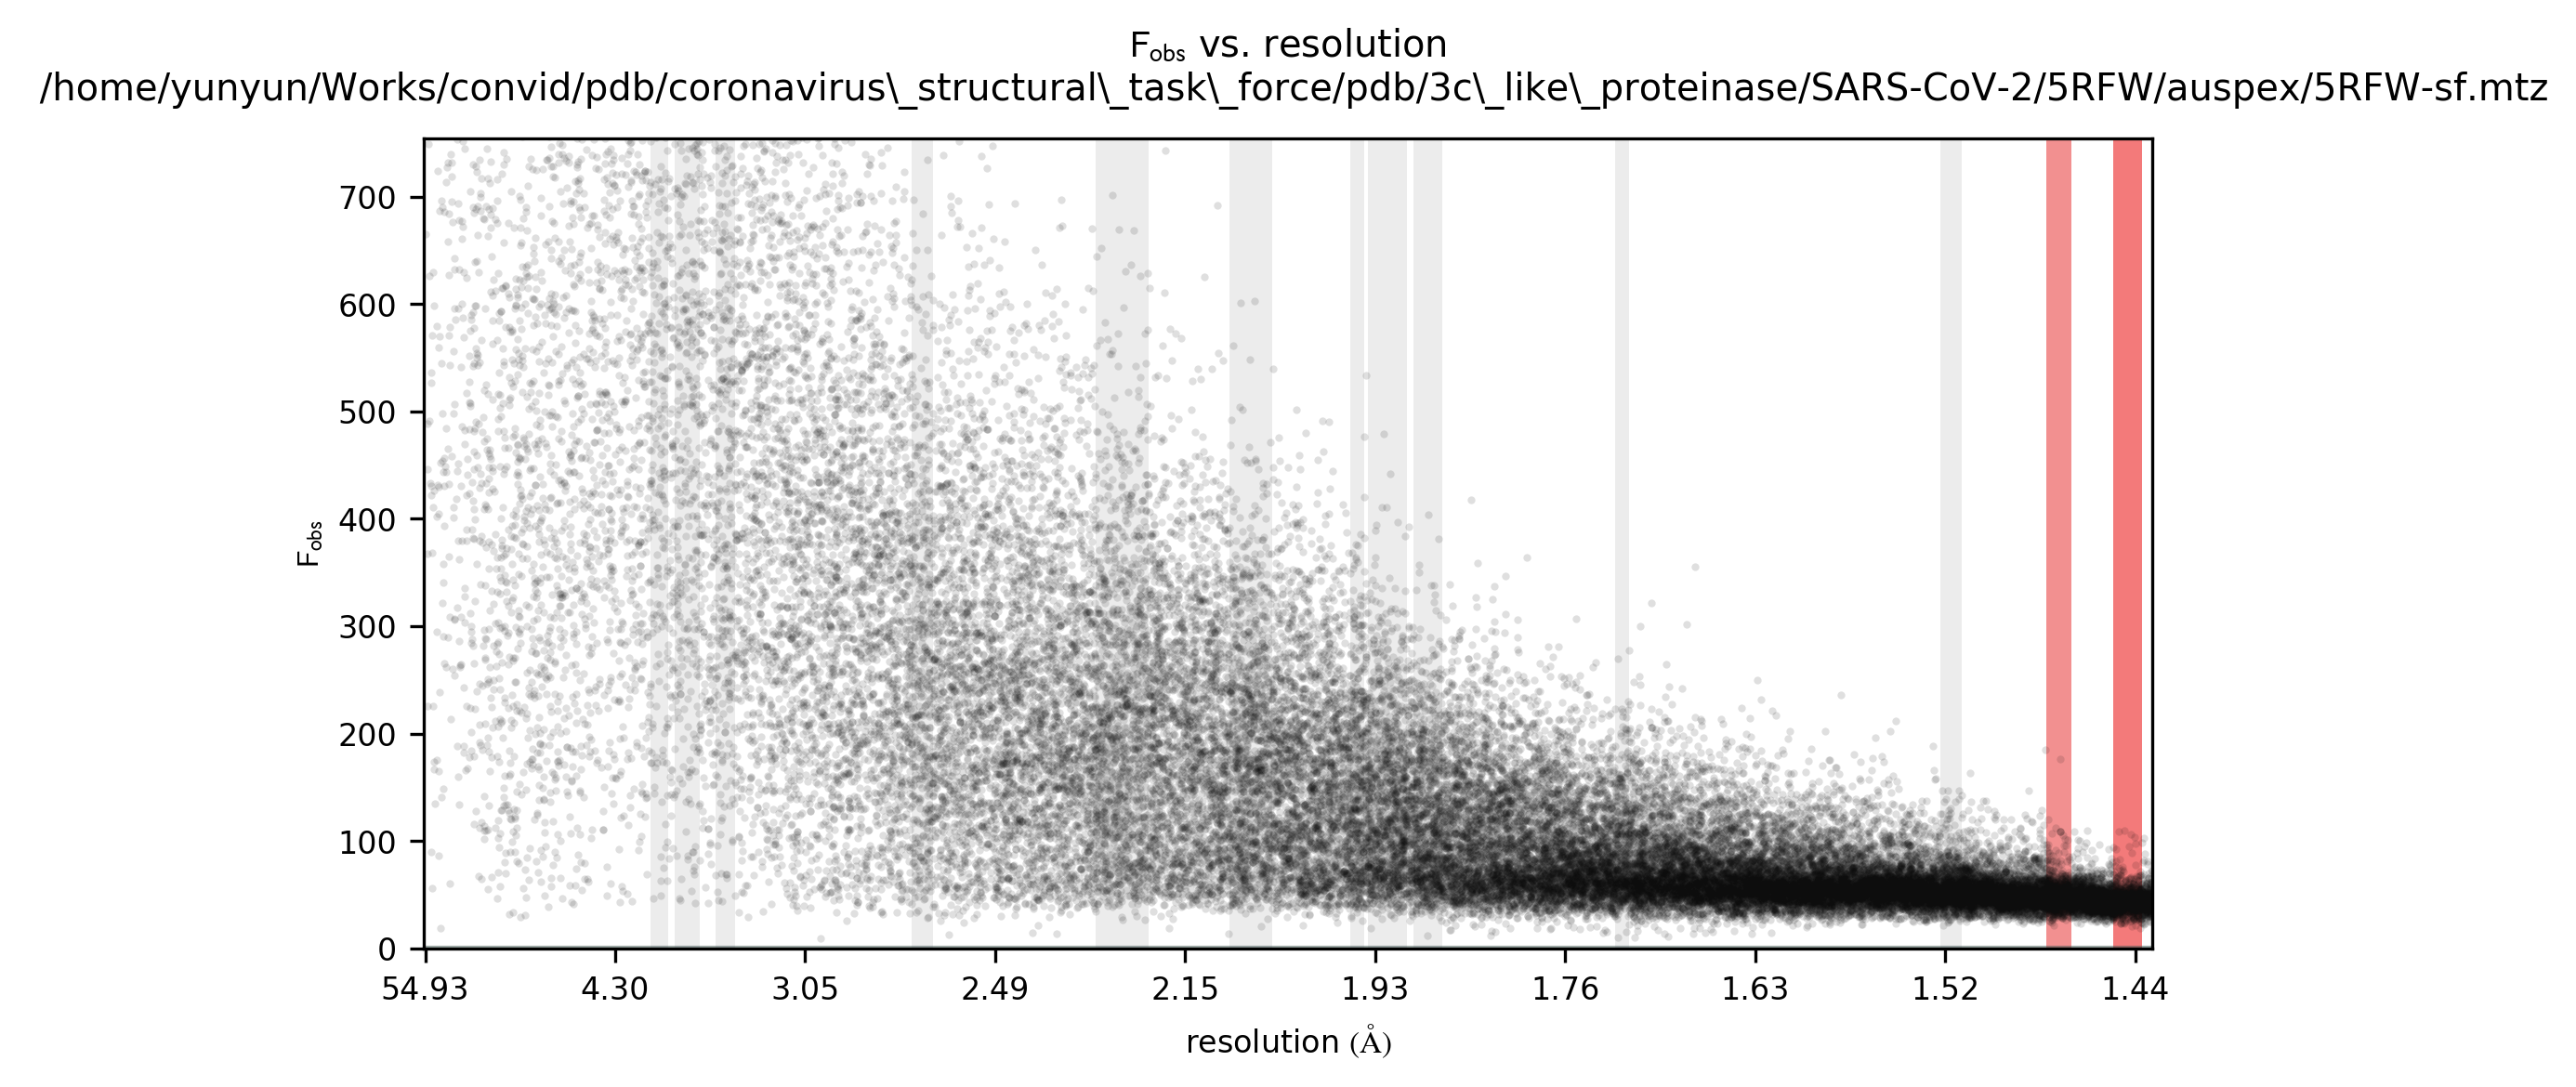 Fobs vs. resolution
/home/yunyun/Works/convid/pdb/coronavirus\_structural\_task\_force/pdb/3c\_like\_proteinase/SARS-CoV-2/5RFW/auspex/5RFW-sf.mtz
700
600
500
400
300
200
100
0
Fobs
54.93 4.30 3.05 2.49 2.15 1.93 1.76 1.63 1.52 1.44
resolution (Å)